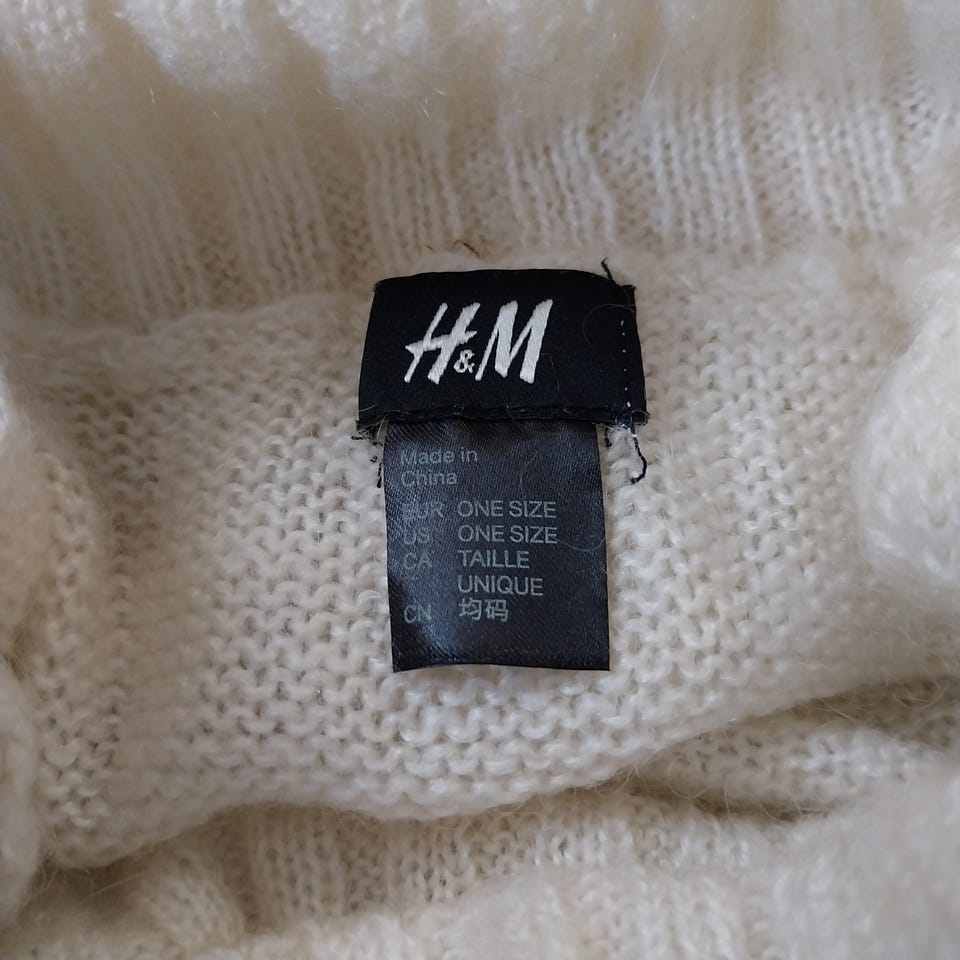 H&M
Made in
China
EUR ONE SIZE
US ONE SIZE
CA TAILLE
UNIQUE
CN 均码